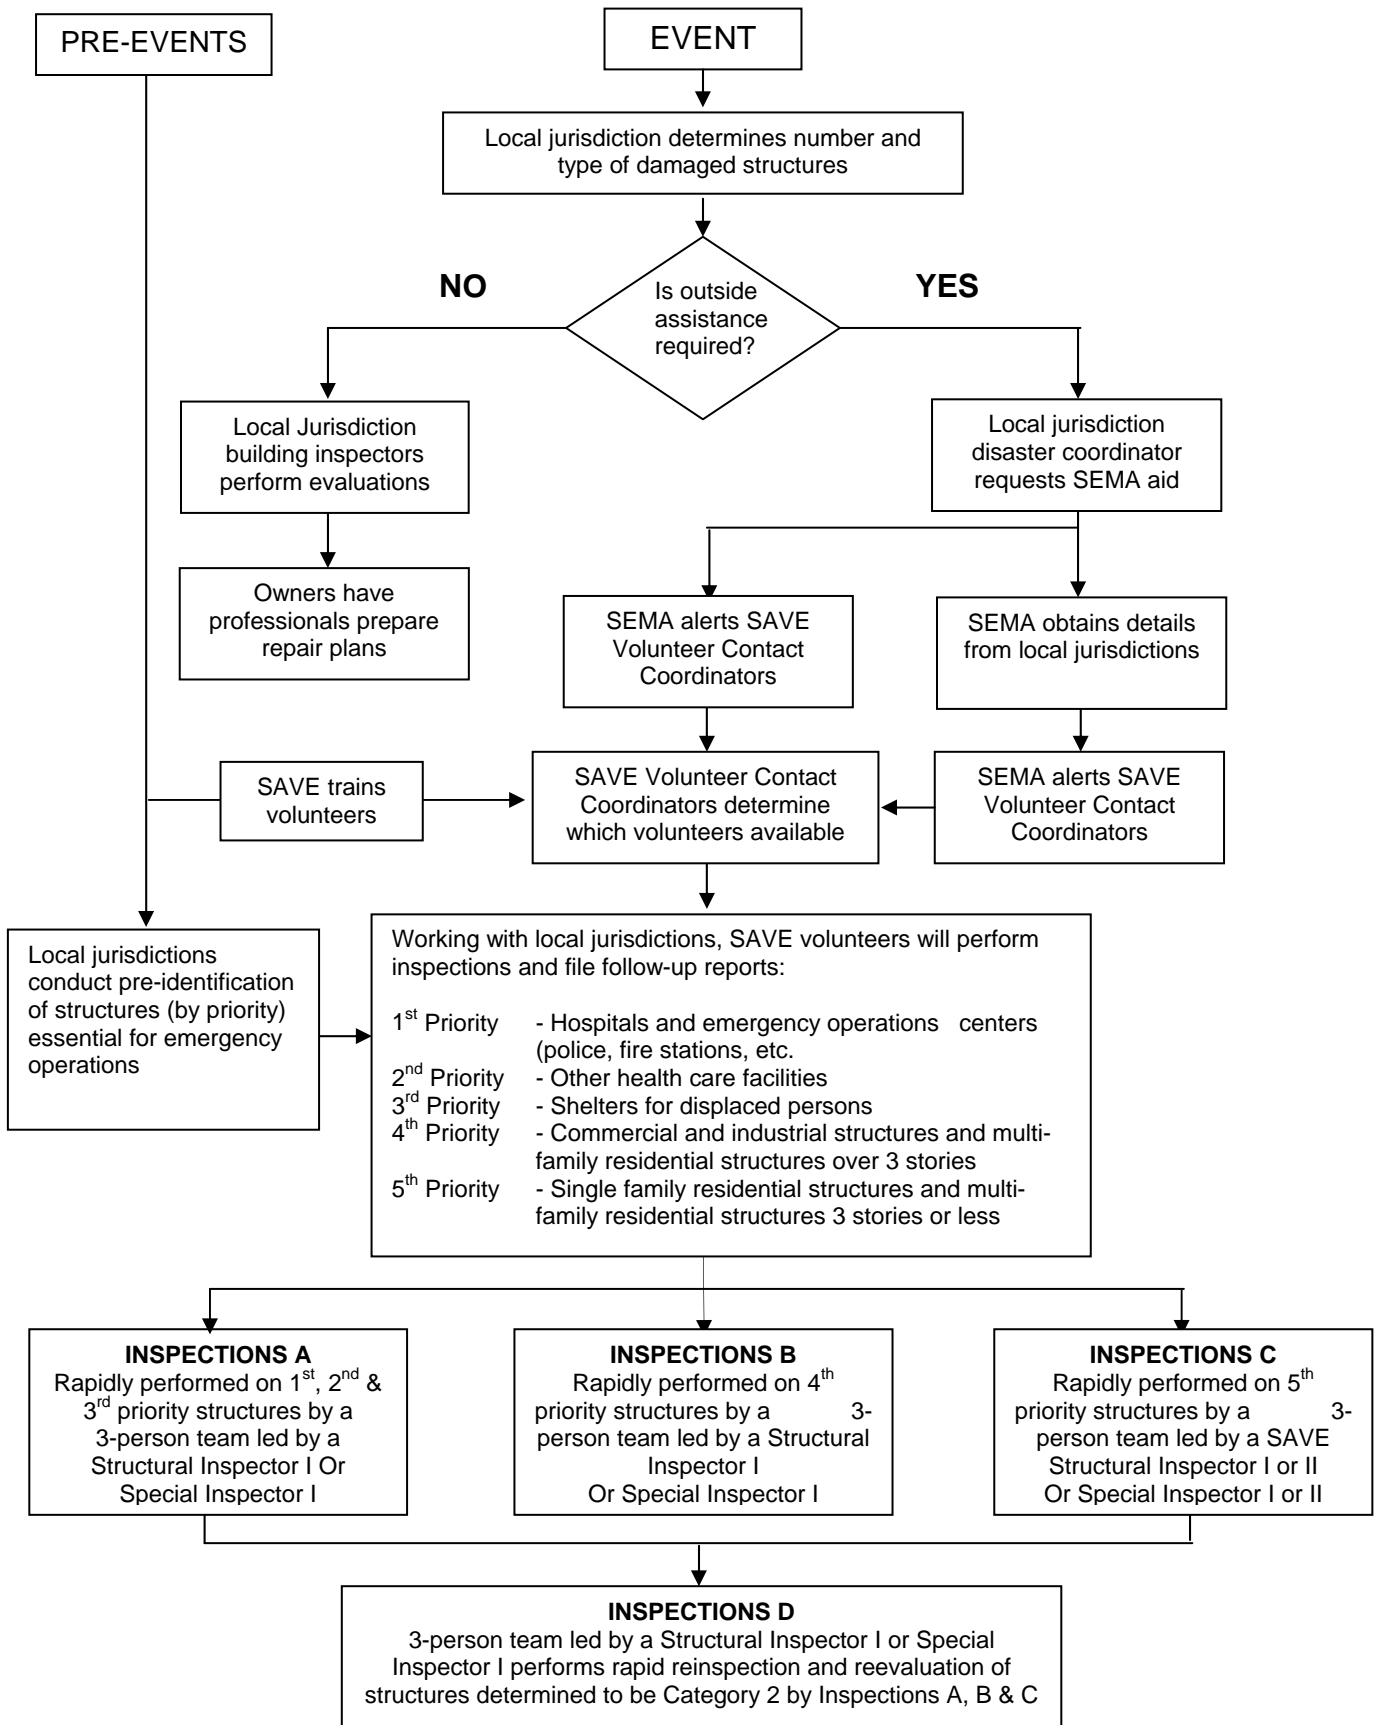 PRE-EVENTS
EVENT
Local jurisdiction determines number and
type of damaged structures
NO
YES
Is outside
assistance
required?
Local Jurisdiction
building inspectors
perform evaluations
Local jurisdiction
disaster coordinator
requests SEMA aid
Owners have
professionals prepare
repair plans
SEMA alerts SAVE
Volunteer Contact
Coordinators
SEMA obtains details
from local jurisdictions
SAVE trains
volunteers
SAVE Volunteer Contact
Coordinators determine
which volunteers available
SEMA alerts SAVE
Volunteer Contact
Coordinators
Local jurisdictions
conduct pre-identification
of structures (by priority)
essential for emergency
operations
Working with local jurisdictions, SAVE volunteers will perform
inspections and file follow-up reports:
1st Priority - Hospitals and emergency operations centers
(police, fire stations, etc.
2nd Priority - Other health care facilities
3rd Priority - Shelters for displaced persons
4th Priority - Commercial and industrial structures and multi-
family residential structures over 3 stories
5th Priority - Single family residential structures and multi-
family residential structures 3 stories or less
INSPECTIONS A
Rapidly performed on 1st, 2nd &
3rd priority structures by a
3-person team led by a
Structural Inspector I Or
Special Inspector I
INSPECTIONS B
Rapidly performed on 4th
priority structures by a 3-
person team led by a Structural
Inspector I
Or Special Inspector I
INSPECTIONS C
Rapidly performed on 5th
priority structures by a 3-
person team led by a SAVE
Structural Inspector I or II
Or Special Inspector I or II
INSPECTIONS D
3-person team led by a Structural Inspector I or Special
Inspector I performs rapid reinspection and reevaluation of
structures determined to be Category 2 by Inspections A, B & C